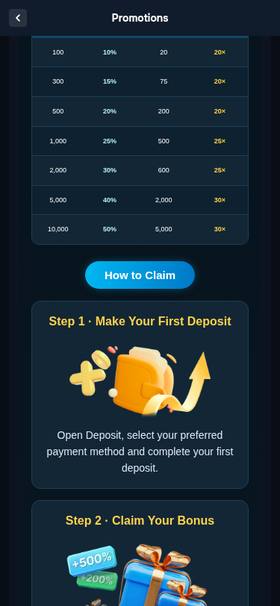 Promotions
100 10% 20 20×
300 15% 75 20×
500 20% 200 20×
1,000 25% 500 25×
2,000 30% 600 25×
5,000 40% 2,000 30×
10,000 50% 5,000 30×
How to Claim
Step 1 · Make Your First Deposit
Open Deposit, select your preferred
payment method and complete your first
deposit.
Step 2 · Claim Your Bonus
+500%
+200%